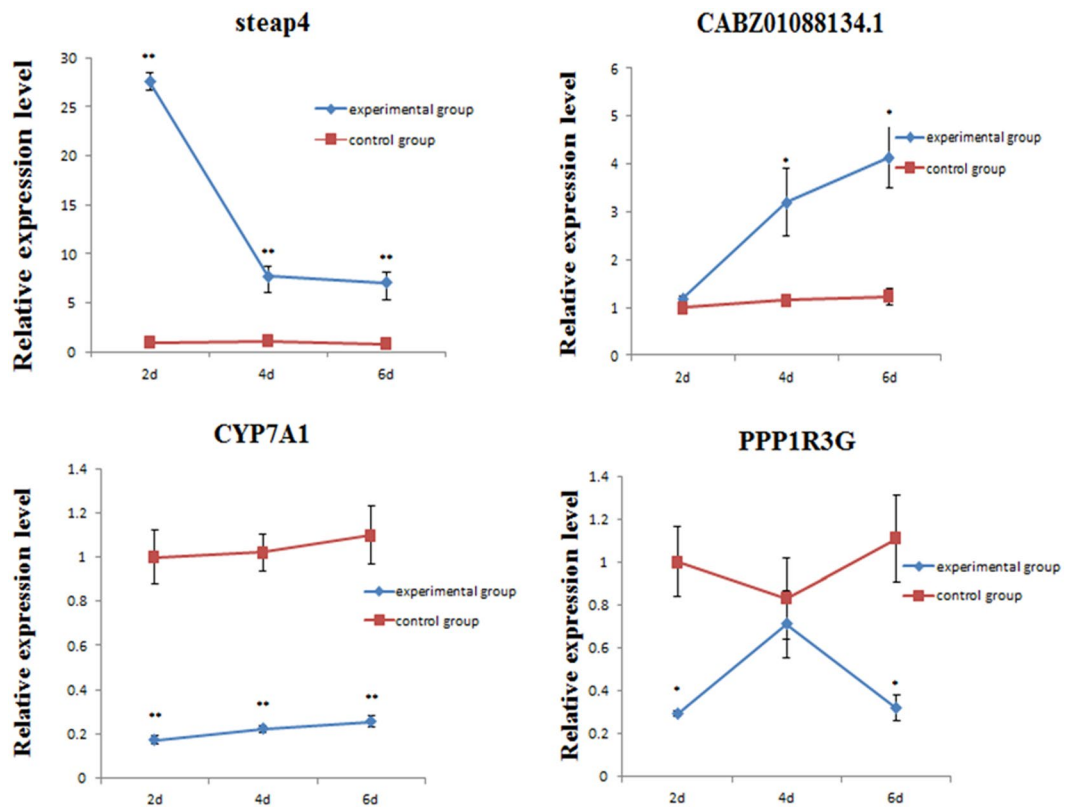 steap4
Relative expression level
30
25
20
15
10
5
0
**
**
**
experimental group
control group
2d
4d
6d
CABZ01088134.1
Relative expression level
6
5
4
3
2
1
0
*
*
experimental group
control group
2d
4d
6d
CYP7A1
Relative expression level
1.4
1.2
1
0.8
0.6
0.4
0.2
0
**
**
**
experimental group
control group
2d
4d
6d
PPP1R3G
Relative expression level
1.4
1.2
1
0.8
0.6
0.4
0.2
0
*
*
experimental group
control group
2d
4d
6d